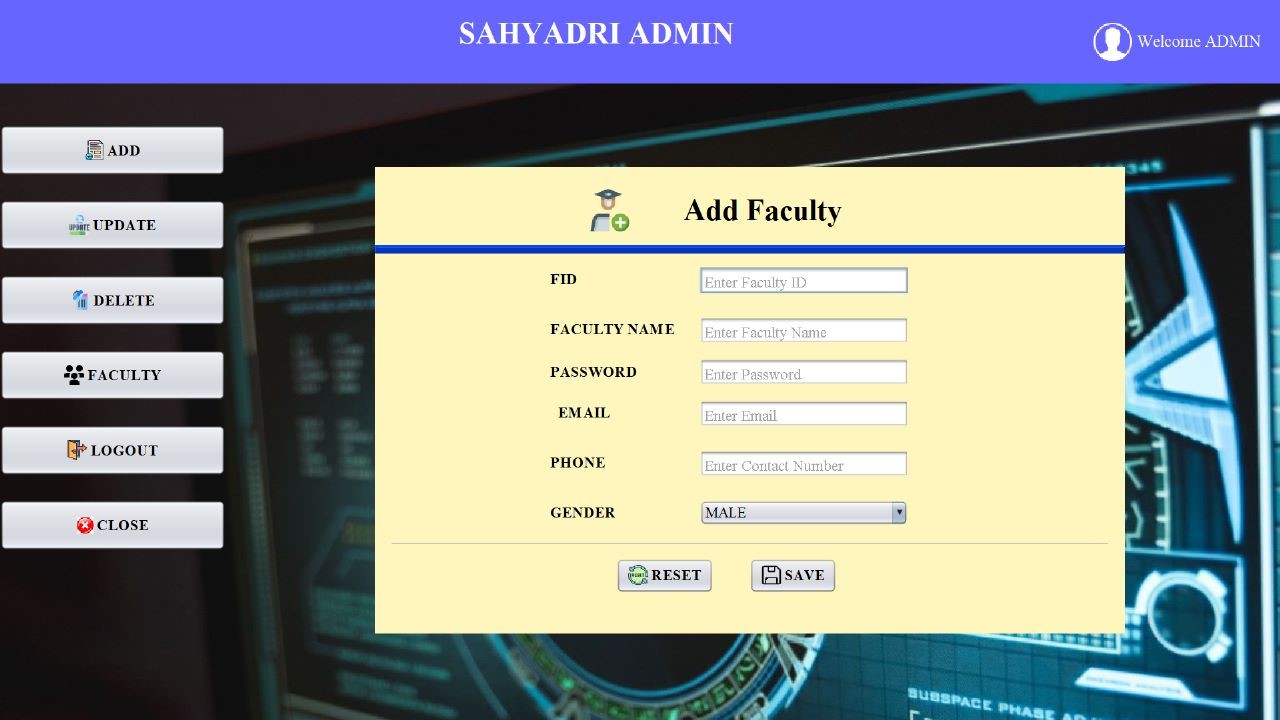 SAHYADRI ADMIN
Welcome ADMIN
ADD
UPDATE
DELETE
FACULTY
LOGOUT
CLOSE
Add Faculty
FID
Enter Faculty ID
FACULTY NAME
Enter Faculty Name
PASSWORD
Enter Password
EMAIL
Enter Email
PHONE
Enter Contact Number
GENDER
MALE
RESET
SAVE
SUBSPACE PHASE